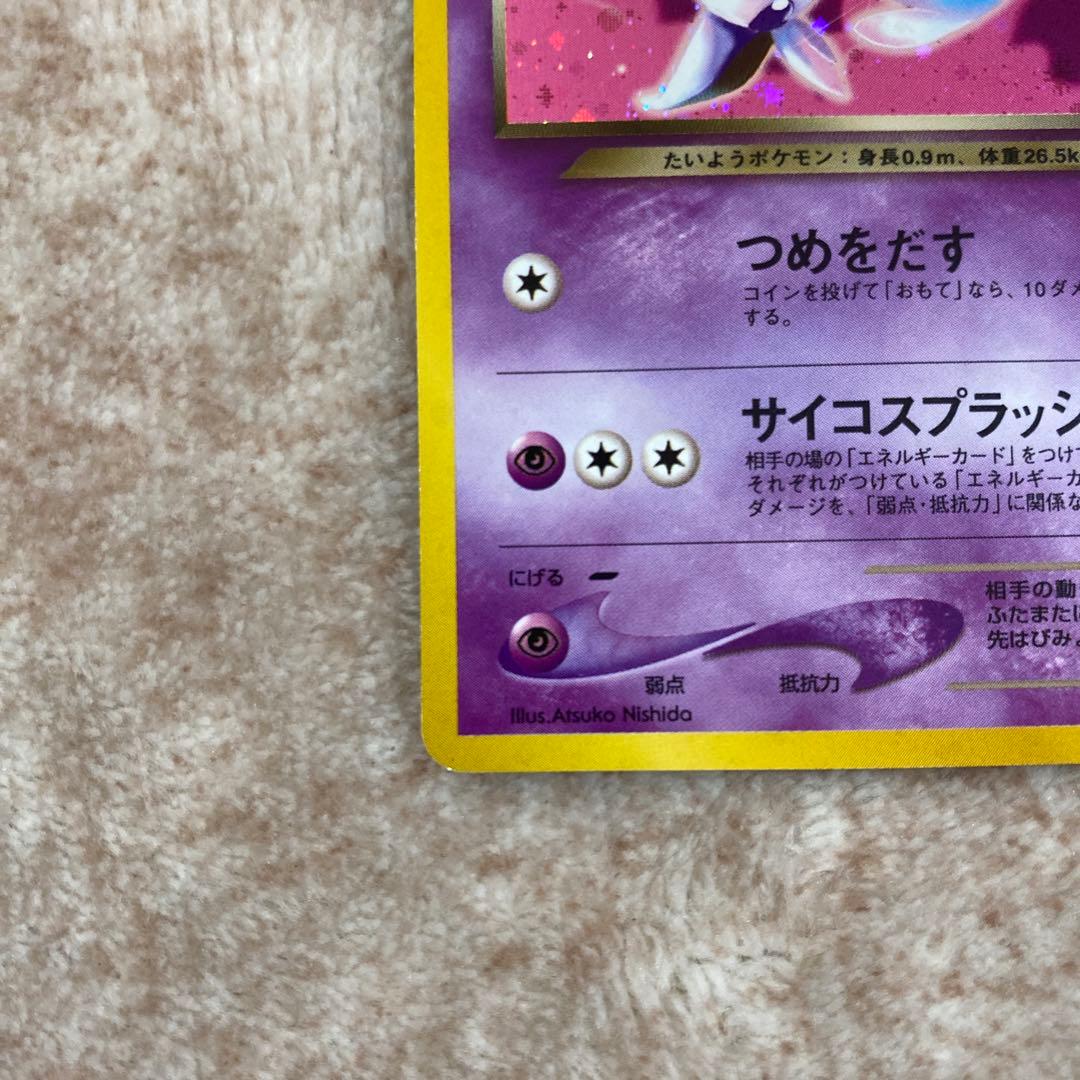 たいようポケモン：身長0.9m、体重26.5k
つめをだす
コインを投げて「おもて」なら、10ダメ
する。
サイコスプラッシ
相手の場の「エネルギーカード」をつけ
それぞれがつけている「エネルギーカ
ダメージを、「弱点・抵抗力」に関係な
にげる
相手の動
ふたまた
先はびみ
弱点
抵抗力
Illus.Atsuko Nishida